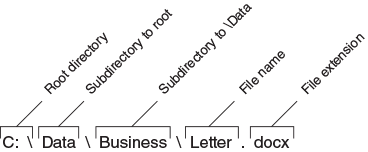 Root directory
Subdirectory to root
Subdirectory to \Data
File name
File extension
C: \ Data \ Business \ Letter . docx